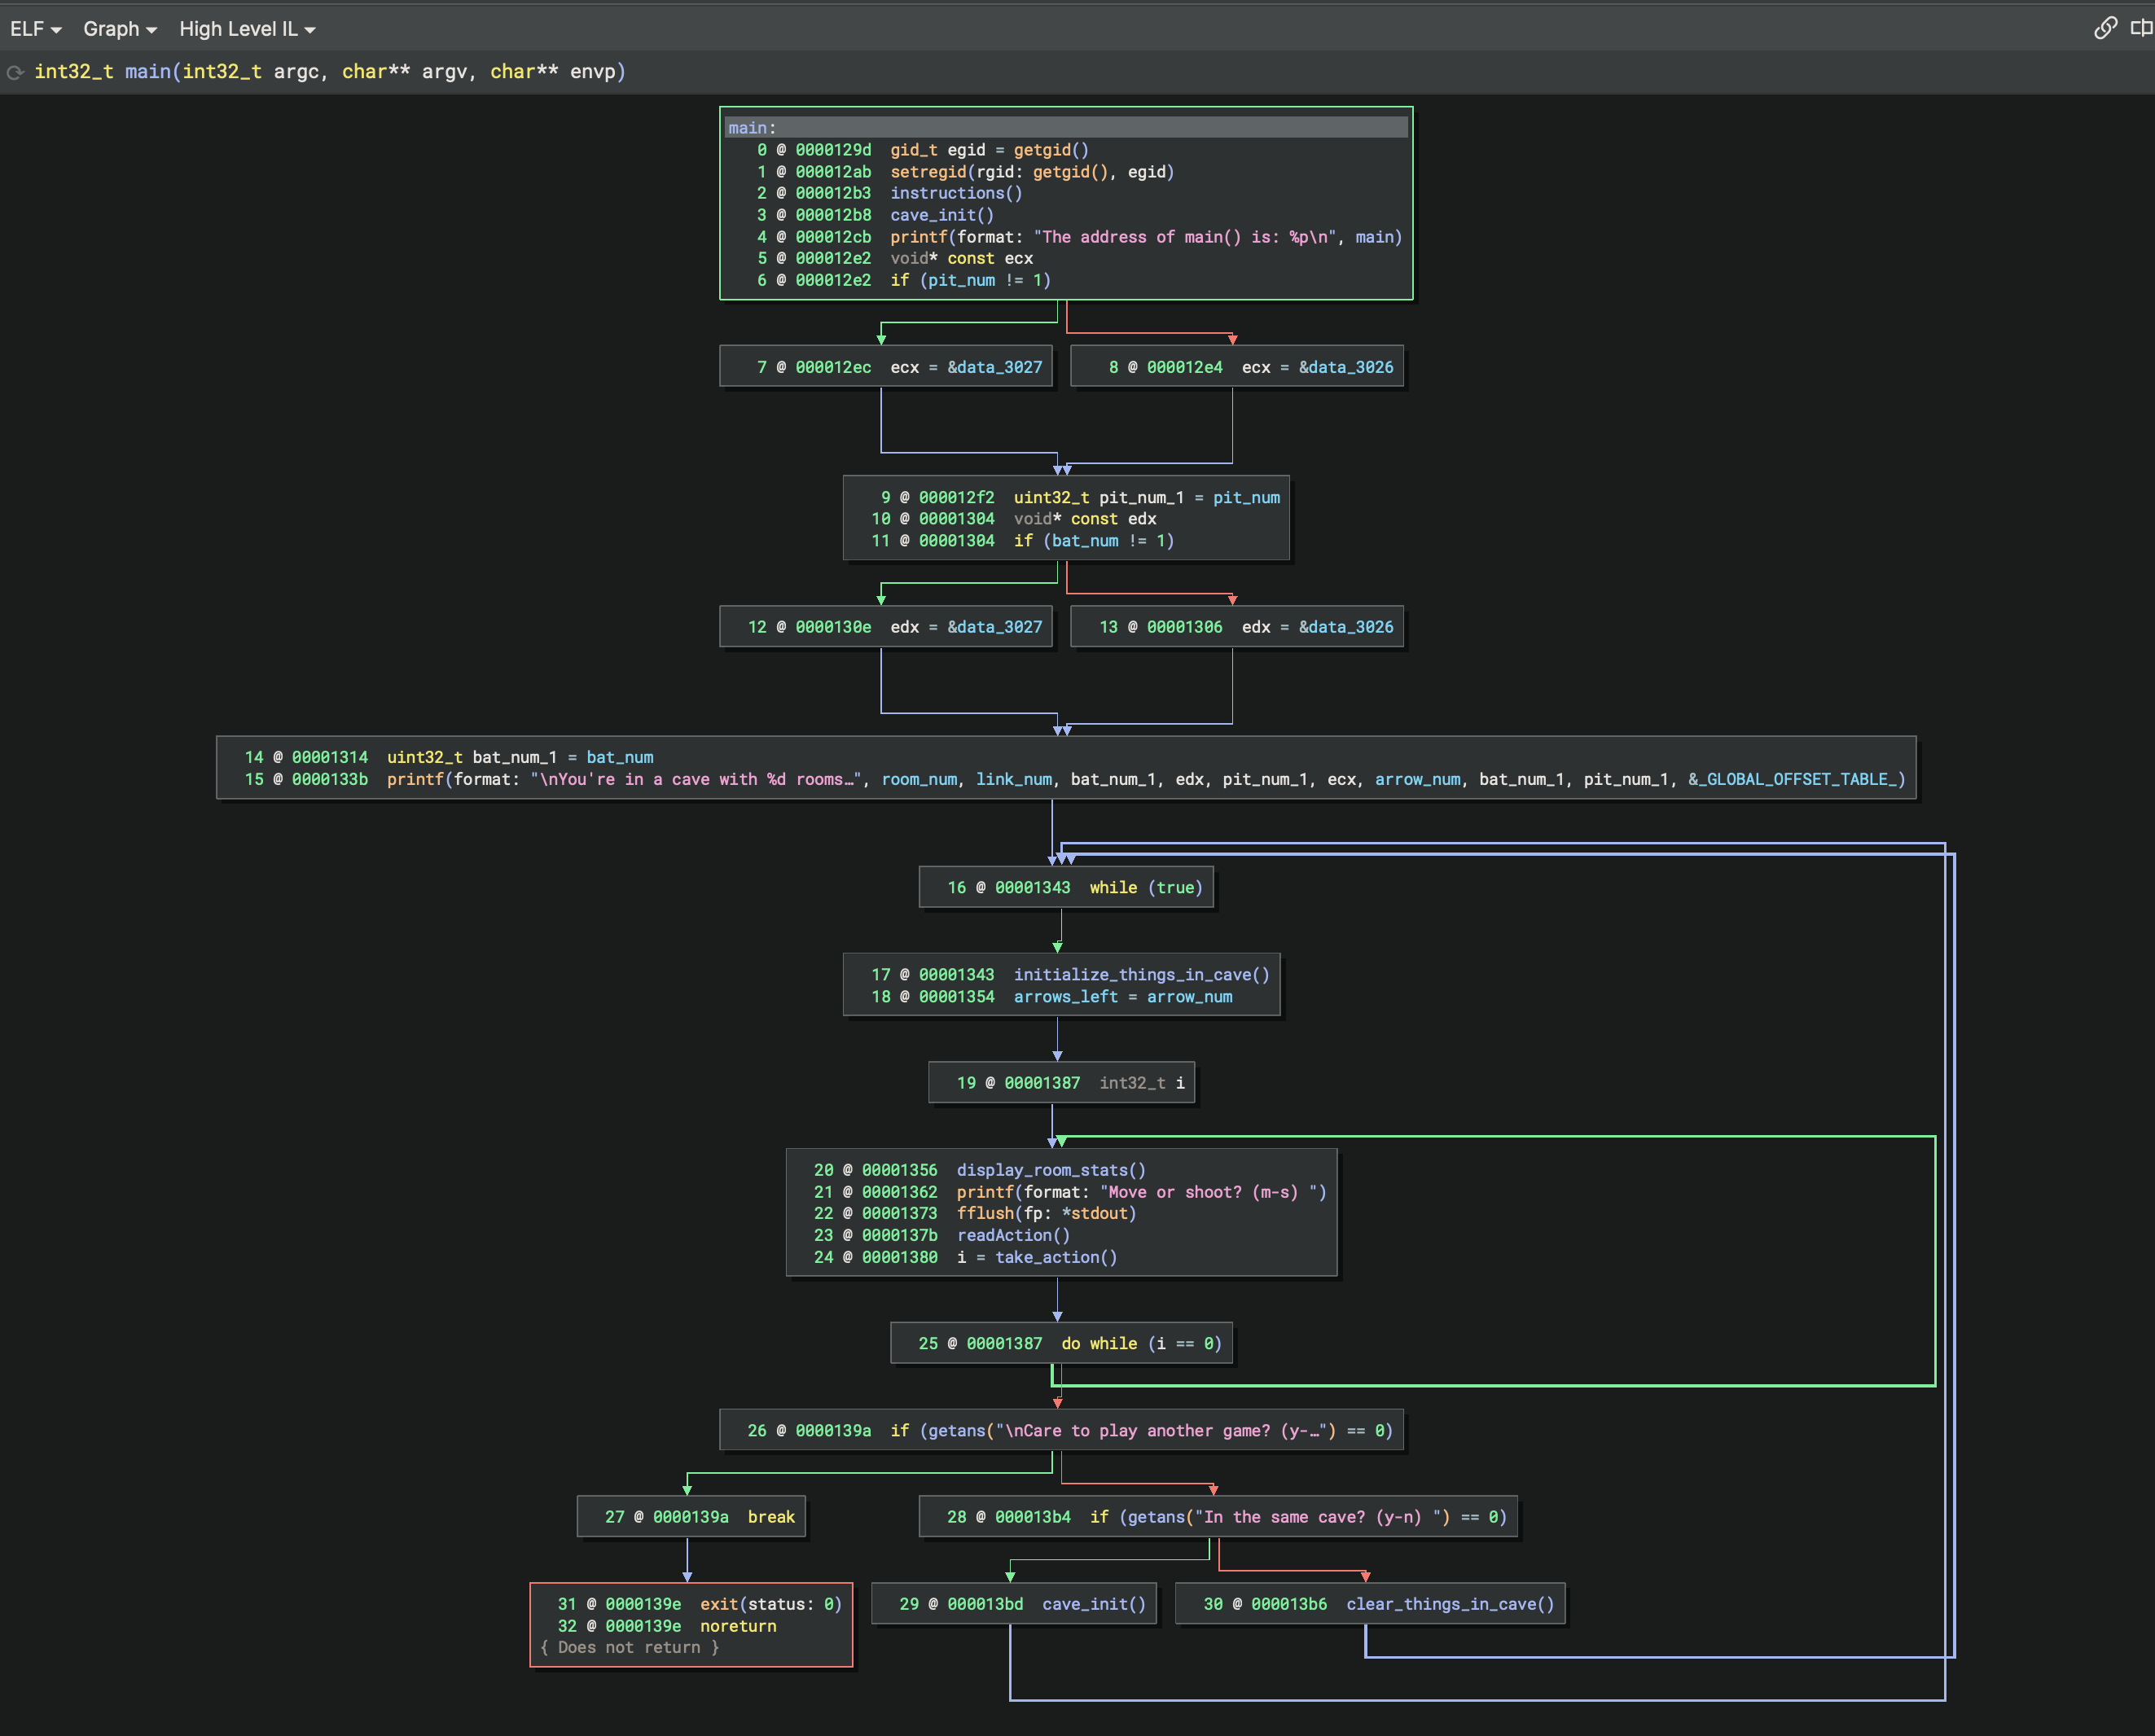 ELF Graph High Level IL
int32_t main(int32_t argc, char** argv, char** envp)
main:
0 @ 0000129d gid_t egid = getgid()
1 @ 000012ab setregid(rgid: getgid(), egid)
2 @ 000012b3 instructions()
3 @ 000012b8 cave_init()
4 @ 000012cb printf(format: "The address of main() is: %p\n", main)
5 @ 000012e2 void* const ecx
6 @ 000012e2 if (pit_num != 1)
7 @ 000012ec ecx = &data_3027
8 @ 000012e4 ecx = &data_3026
9 @ 000012f2 uint32_t pit_num_1 = pit_num
10 @ 00001304 void* const edx
11 @ 00001304 if (bat_num != 1)
12 @ 0000130e edx = &data_3027
13 @ 00001306 edx = &data_3026
14 @ 00001314 uint32_t bat_num_1 = bat_num
15 @ 0000133b printf(format: "\nYou're in a cave with %d rooms…", room_num, link_num, bat_num_1, edx, pit_num_1, ecx, arrow_num, bat_num_1, pit_num_1, &_GLOBAL_OFFSET_TABLE_)
16 @ 00001343 while (true)
17 @ 00001343 initialize_things_in_cave()
18 @ 00001354 arrows_left = arrow_num
19 @ 00001387 int32_t i
20 @ 00001356 display_room_stats()
21 @ 00001362 printf(format: "Move or shoot? (m-s) ")
22 @ 00001373 fflush(fp: *stdout)
23 @ 0000137b readAction()
24 @ 00001380 i = take_action()
25 @ 00001387 do while (i == 0)
26 @ 0000139a if (getans("\nCare to play another game? (y-…") == 0)
27 @ 0000139a break
28 @ 000013b4 if (getans("In the same cave? (y-n) ") == 0)
31 @ 0000139e exit(status: 0)
32 @ 0000139e noreturn
{ Does not return }
29 @ 000013bd cave_init()
30 @ 000013b6 clear_things_in_cave()